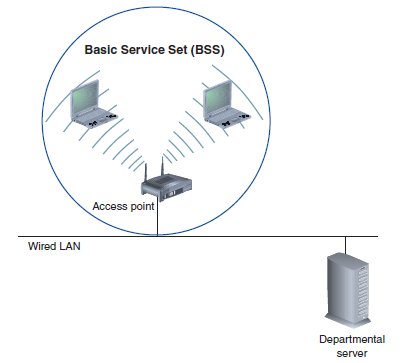 Basic Service Set (BSS)
Access point
Wired LAN
Departmental
server